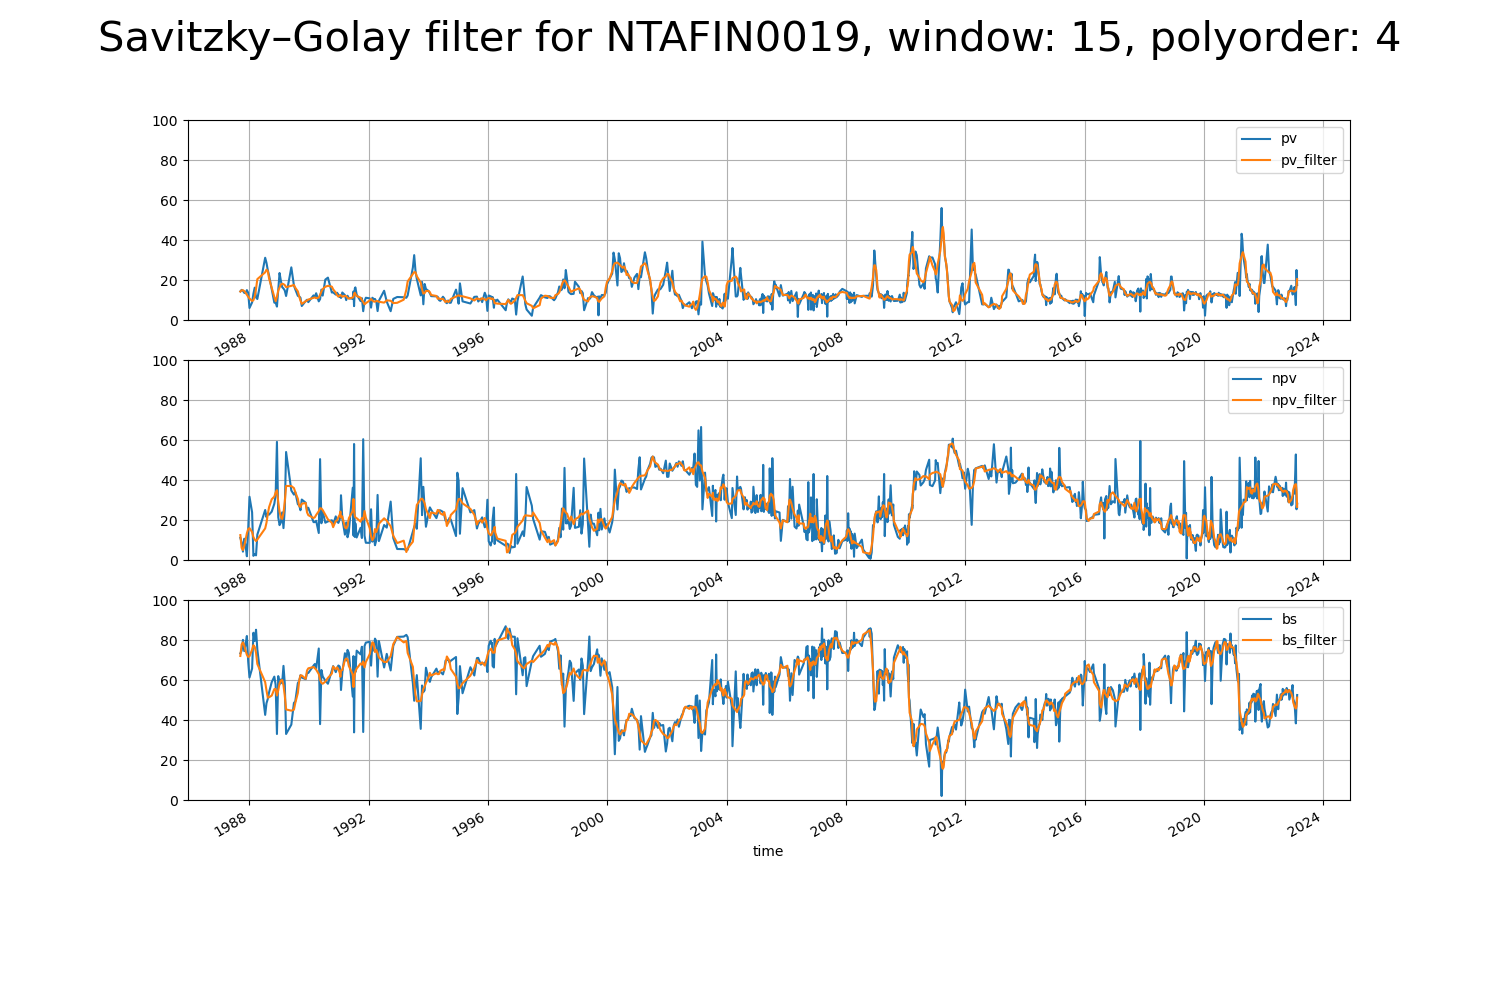 Savitzky–Golay filter for NTAFIN0019, window: 15, polyorder: 4
100
80
60
40
20
0
pv
pv_filter
1988 1992 1996 2000 2004 2008 2012 2016 2020 2024
100
80
60
40
20
0
npv
npv_filter
1988 1992 1996 2000 2004 2008 2012 2016 2020 2024
100
80
60
40
20
0
bs
bs_filter
1988 1992 1996 2000 2004 2008 2012 2016 2020 2024
time